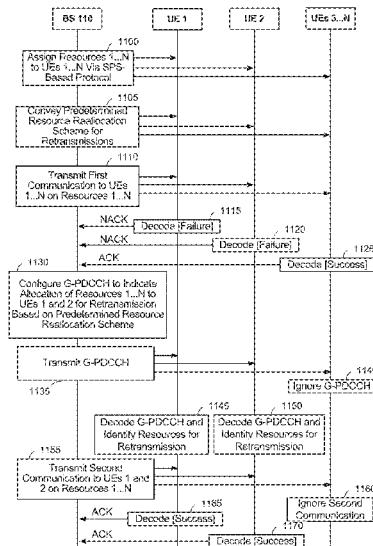 BS 110 UE 1 UE 2 UEs 3...N
1100
Assign Resources 1...N
to UEs 1...N Via SPS-
Based Protocol
1105
Convey Predetermined
Resource Reallocation
Scheme for
Retransmissions
1110
Transmit First
Communication to UEs
1...N on Resources 1...N
1115
NACK Decode [Failure]
1120
NACK Decode [Failure]
1125
ACK Decode [Success]
1130
Configure G-PDCCH to Indicate
Allocation of Resources 1...N to
UEs 1 and 2 for Retransmission
Based on Predetermined Resource
Reallocation Scheme
Transmit G-PDCCH
1135
1140
Ignore G-PDCCH
1145 1150
Decode G-PDCCH and
Identify Resources for
Retransmission
Decode G-PDCCH and
Identify Resources for
Retransmission
1155
Transmit Second
Communication to UEs 1
and 2 on Resources 1...N
1160
Ignore Second
Communication
1165
ACK Decode [Success]
1170
ACK Decode [Success]